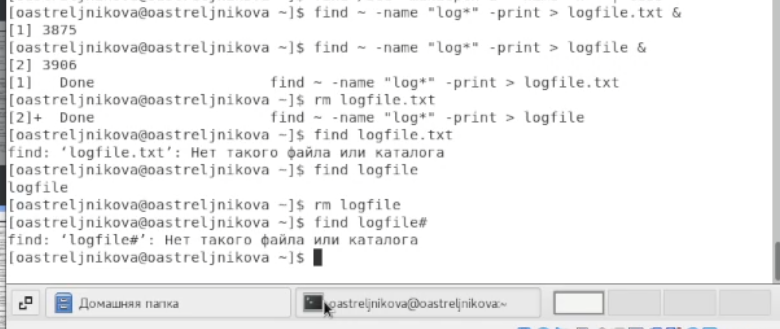 [oastreljnikova@oastreljnikova ~]$ find ~ -name "log*" -print > logfile.txt &
[1] 3875
[oastreljnikova@oastreljnikova ~]$ find ~ -name "log*" -print > logfile &
[2] 3906
[1]   Done                    find ~ -name "log*" -print > logfile.txt
[oastreljnikova@oastreljnikova ~]$ rm logfile.txt
[2]+  Done                    find ~ -name "log*" -print > logfile
[oastreljnikova@oastreljnikova ~]$ find logfile.txt
find: ‘logfile.txt’: Нет такого файла или каталога
[oastreljnikova@oastreljnikova ~]$ find logfile
logfile
[oastreljnikova@oastreljnikova ~]$ rm logfile
[oastreljnikova@oastreljnikova ~]$ find logfile#
find: ‘logfile#’: Нет такого файла или каталога
[oastreljnikova@oastreljnikova ~]$
Домашняя папка
oastreljnikova@oastreljnikova:~